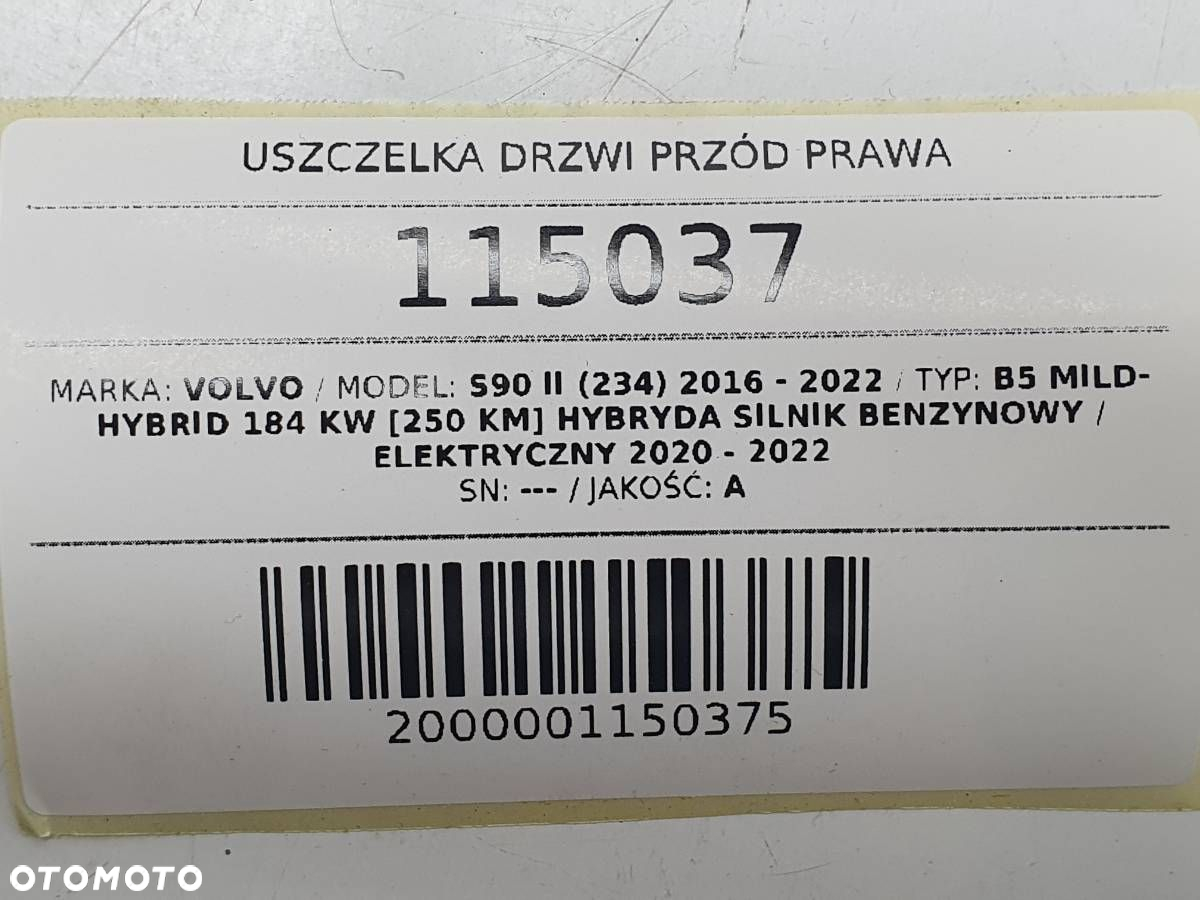 USZCZELKA DRZWI PRZÓD PRAWA
115037
MARKA: VOLVO / MODEL: S90 II (234) 2016 - 2022 / TYP: B5 MILD-
HYBRID 184 KW [250 KM] HYBRYDA SILNIK BENZYNOWY /
ELEKTRYCZNY 2020 - 2022
SN: --- / JAKOŚĆ: A
2000001150375
OTOMOTO